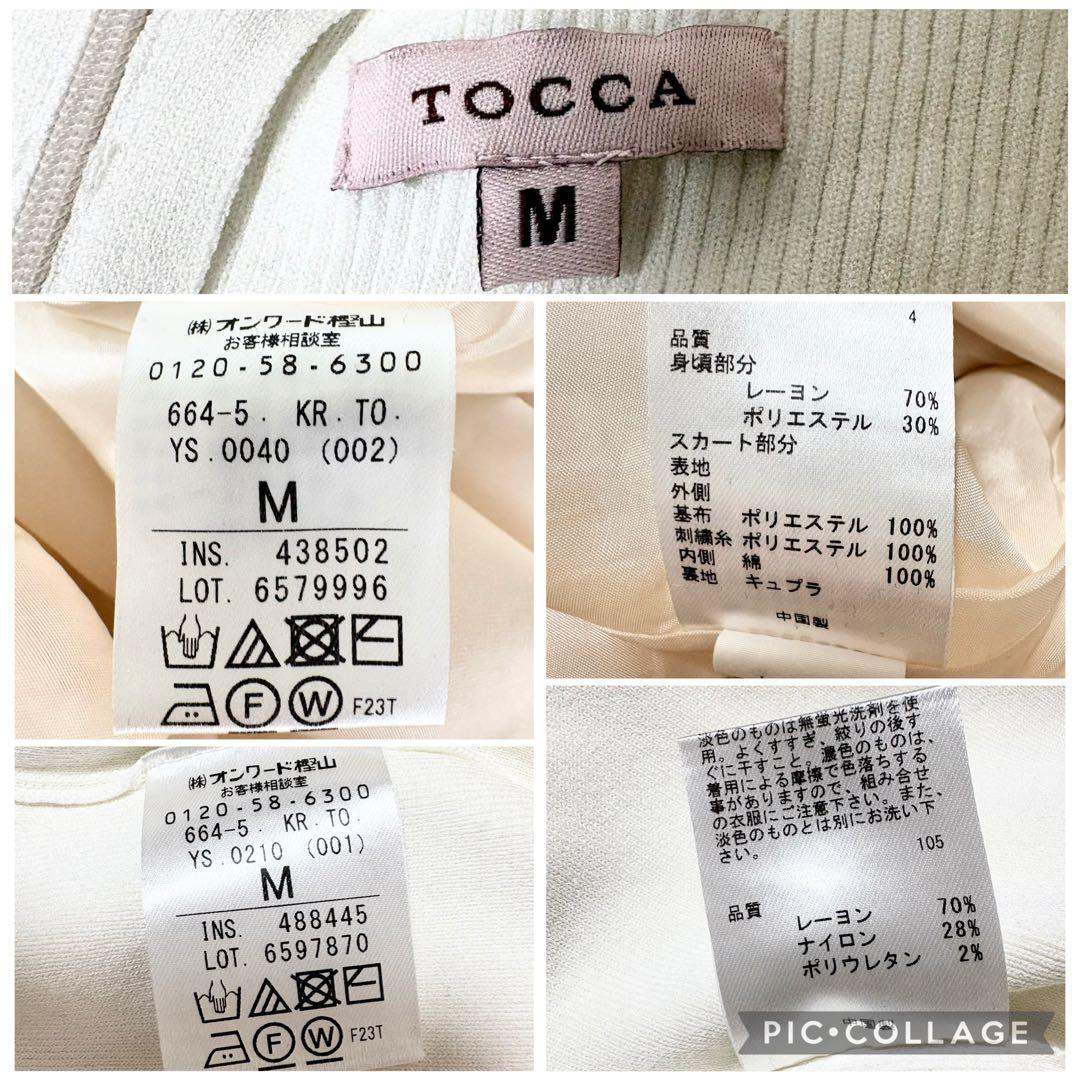 TOCCA
M
(株)オンワード樫山
お客様相談室
0120-58-6300
664-5. KR.TO.
YS.0040 (002)
M
INS. 438502
LOT. 6579996
F W F23T
4
品質
身頃部分
レーヨン 70%
ポリエステル 30%
スカート部分
表地
外側
基布 ポリエステル 100%
刺繍糸 ポリエステル 100%
内側 綿 100%
裏地 キュプラ
中国製
(株)オンワード樫山
お客様相談室
0120-58-6300
664-5. KR.TO.
YS.0210 (001)
M
INS. 488445
LOT. 6597870
F W F23T
淡色のものは無蛍光洗剤を使
用。よくすすぎ、絞りの後す
ぐに干すこと。濃色のものは、
着用による摩擦で色落ちする
事がありますので、組み合せ
の衣服にご注意下さい。また、
淡色のものとは別にお洗い下
さい。
105
品質
レーヨン 70%
ナイロン 28%
ポリウレタン 2%
中国製
PIC•COLLAGE